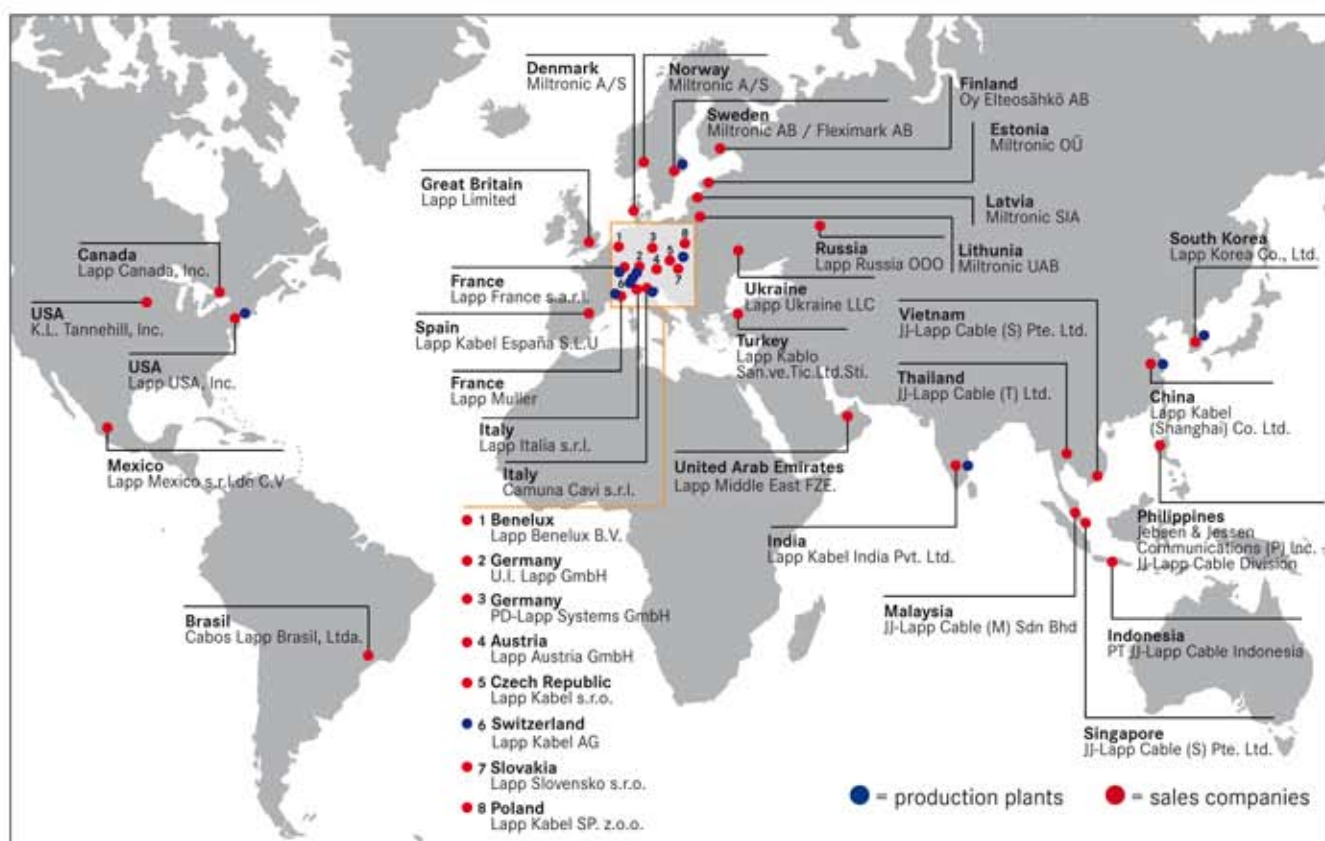 Denmark
Miltronic A/S
Norway
Miltronic A/S
Sweden
Miltronic AB / Fleximark AB
Finland
Oy Elteosähkö AB
Estonia
Miltronic OÜ
Great Britain
Lapp Limited
Latvia
Miltronic SIA
Canada
Lapp Canada, Inc.
Russia
Lapp Russia OOO
Lithunia
Miltronic UAB
South Korea
Lapp Korea Co., Ltd.
USA
K.L. Tannehill, Inc.
France
Lapp France s.a.r.l.
1
2
3
4
5
6
7
8
Ukraine
Lapp Ukraine LLC
Vietnam
JJ-Lapp Cable (S) Pte. Ltd.
Spain
Lapp Kabel España S.L.U
Turkey
Lapp Kablo
San.ve.Tic.Ltd.Sti.
USA
Lapp USA, Inc.
Thailand
JJ-Lapp Cable (T) Ltd.
France
Lapp Muller
China
Lapp Kabel
(Shanghai) Co. Ltd.
Italy
Lapp Italia s.r.l.
Mexico
Lapp Mexico s.r.l.de C.V
Italy
Camuna Cavi s.r.l.
United Arab Emirates
Lapp Middle East FZE.
India
Lapp Kabel India Pvt. Ltd.
Philippines
Jebsen & Jessen
Communications (P) Inc. -
JJ-Lapp Cable Division
1 Benelux
Lapp Benelux B.V.
2 Germany
U.I. Lapp GmbH
3 Germany
PD-Lapp Systems GmbH
4 Austria
Lapp Austria GmbH
5 Czech Republic
Lapp Kabel s.r.o.
6 Switzerland
Lapp Kabel AG
7 Slovakia
Lapp Slovensko s.r.o.
8 Poland
Lapp Kabel SP. z.o.o.
Brasil
Cabos Lapp Brasil, Ltda.
Malaysia
JJ-Lapp Cable (M) Sdn Bhd
Indonesia
PT JJ-Lapp Cable Indonesia
Singapore
JJ-Lapp Cable (S) Pte. Ltd.
= production plants
= sales companies